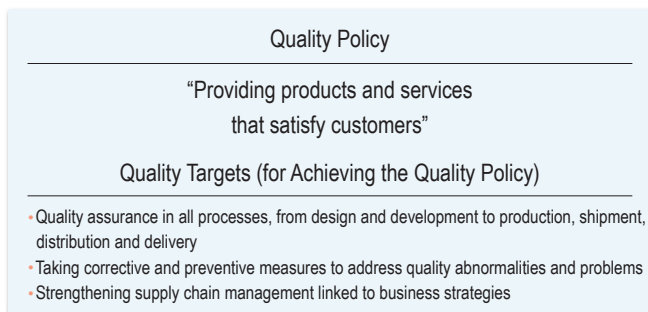 Quality Policy
“Providing products and services
that satisfy customers”
Quality Targets (for Achieving the Quality Policy)
• Quality assurance in all processes, from design and development to production, shipment,
distribution and delivery
• Taking corrective and preventive measures to address quality abnormalities and problems
• Strengthening supply chain management linked to business strategies